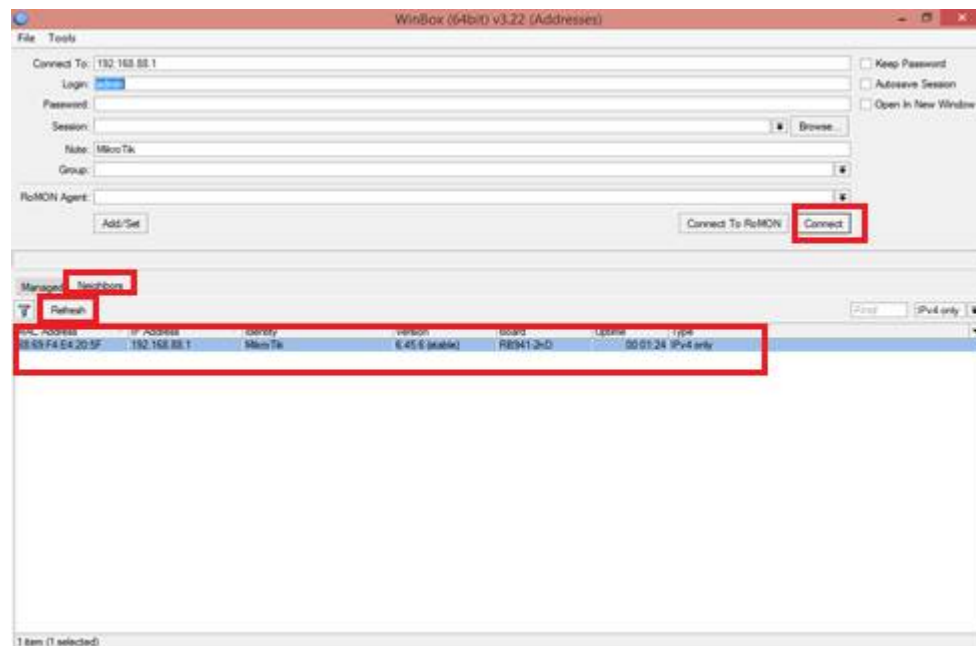 WinBox (64bit) v3.22 (Addresses)
File Tools
Connect To: 192.168.88.1
Keep Password
Login: admin
Autosave Session
Password:
Open In New Window
Session:
Browse...
Note: MikroTik
Group:
RoMON Agent:
Add/Set
Connect To RoMON
Connect
Managed Neighbors
Refresh
Find
IPv4 only
MAC Address IP Address Identity Version Board Uptime Type
192.168.88.1 MikroTik 6.45.6 (stable) RB941-2nD 00:01:24 IPv4 only
1 item (1 selected)